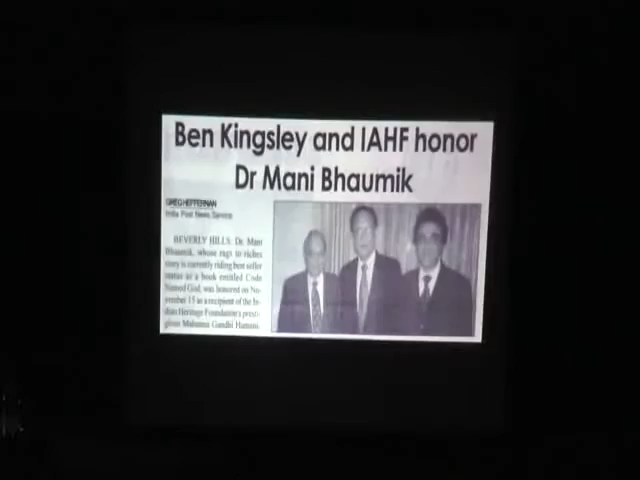 Ben Kingsley and IAHF honor
Dr Mani Bhaumik
GREG HEFFERNAN
India Post News Service
BEVERLY HILLS: Dr. Mani
Bhaumik, whose rags to riches
story is currently riding best seller
status as a book entitled Code
Named God, was honored on No-
vember 15 as a recipient of the In-
dian Heritage Foundation's presti-
gious Mahatma Gandhi Humani-